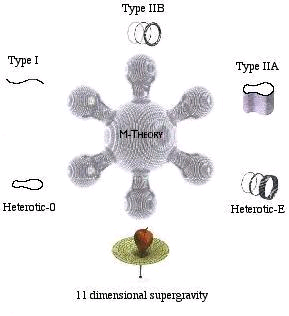 Type IIB
Type I
Type IIA
M-THEORY
Heterotic-0
Heterotic-E
11 dimensional supergravity